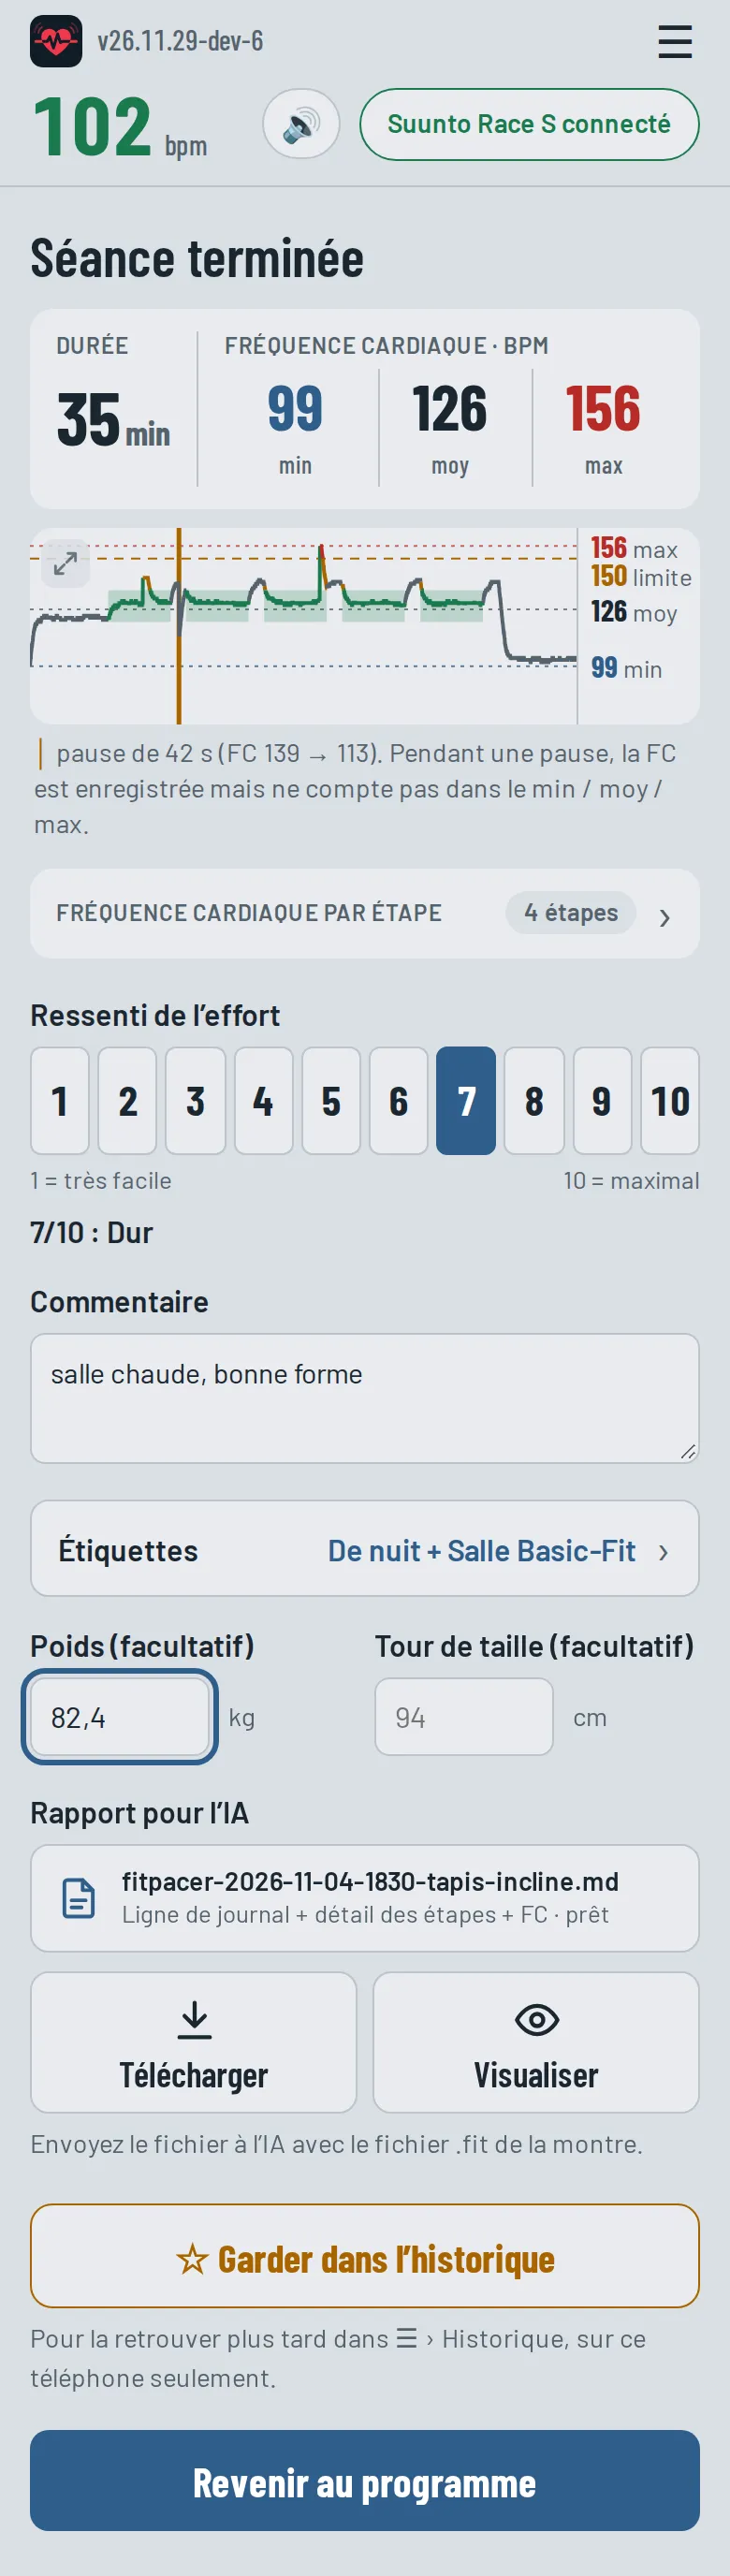 v26.11.29-dev-6
☰
102 bpm
Suunto Race S connecté
Séance terminée
DURÉE
35 min
FRÉQUENCE CARDIAQUE · BPM
99
min
126
moy
156
max
156 max
150 limite
126 moy
99 min
pause de 42 s (FC 139 → 113). Pendant une pause, la FC
est enregistrée mais ne compte pas dans le min / moy /
max.
FRÉQUENCE CARDIAQUE PAR ÉTAPE
4 étapes ›
Ressenti de l’effort
1 2 3 4 5 6 7 8 9 10
1 = très facile
10 = maximal
7/10 : Dur
Commentaire
salle chaude, bonne forme
Étiquettes
De nuit + Salle Basic-Fit ›
Poids (facultatif)
82,4 kg
Tour de taille (facultatif)
94 cm
Rapport pour l’IA
fitpacer-2026-11-04-1830-tapis-incline.md
Ligne de journal + détail des étapes + FC · prêt
Télécharger
Visualiser
Envoyez le fichier à l’IA avec le fichier .fit de la montre.
☆ Garder dans l’historique
Pour la retrouver plus tard dans ☰ › Historique, sur ce
téléphone seulement.
Revenir au programme